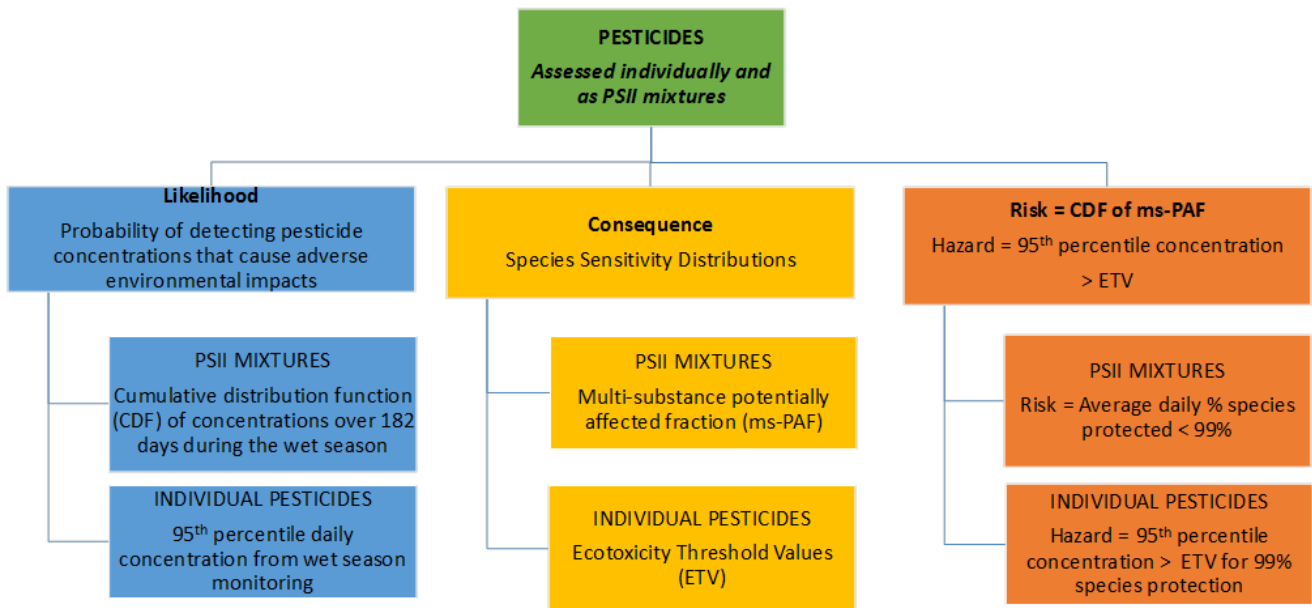 PESTICIDES
Assessed individually and
as PSII mixtures
Likelihood
Probability of detecting pesticide
concentrations that cause adverse
environmental impacts
PSII MIXTURES
Cumulative distribution function
(CDF) of concentrations over 182
days during the wet season
INDIVIDUAL PESTICIDES
95th percentile daily
concentration from wet season
monitoring
Consequence
Species Sensitivity Distributions
PSII MIXTURES
Multi-substance potentially
affected fraction (ms-PAF)
INDIVIDUAL PESTICIDES
Ecotoxicity Threshold Values
(ETV)
Risk = CDF of ms-PAF
Hazard = 95th percentile concentration
> ETV
PSII MIXTURES
Risk = Average daily % species
protected < 99%
INDIVIDUAL PESTICIDES
Hazard = 95th percentile
concentration > ETV for 99%
species protection